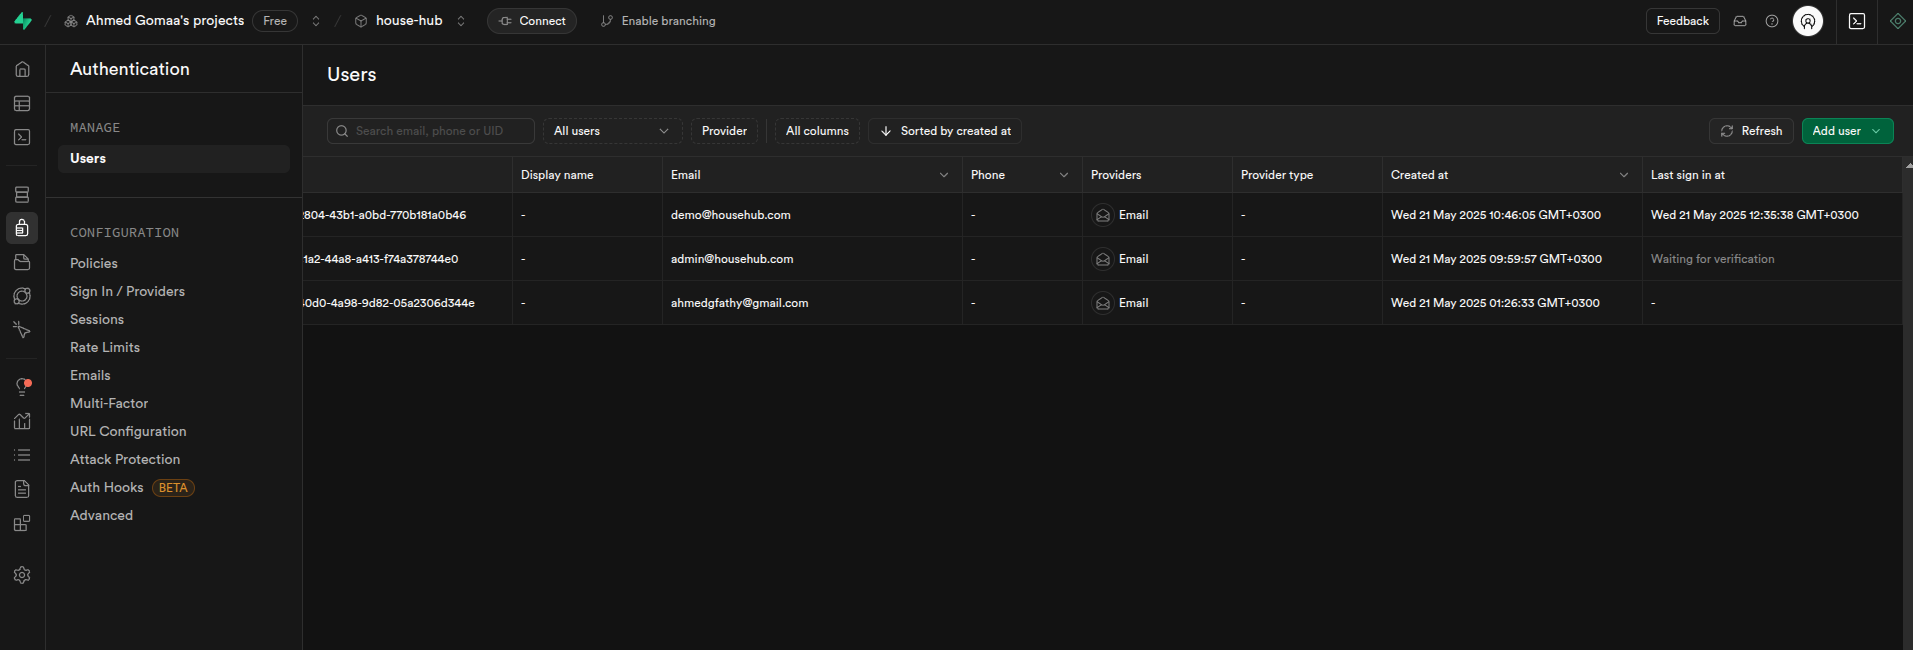 Ahmed Gomaa's projects Free house-hub Connect Enable branching Feedback
Authentication
MANAGE
Users
CONFIGURATION
Policies
Sign In / Providers
Sessions
Rate Limits
Emails
Multi-Factor
URL Configuration
Attack Protection
Auth Hooks BETA
Advanced
Users
Search email, phone or UID All users Provider All columns Sorted by created at Refresh Add user
Display name Email Phone Providers Provider type Created at Last sign in at
804-43b1-a0bd-770b181a0b46 - demo@househub.com - Email - Wed 21 May 2025 10:46:05 GMT+0300 Wed 21 May 2025 12:35:38 GMT+0300
1a2-44a8-a413-f74a378744e0 - admin@househub.com - Email - Wed 21 May 2025 09:59:57 GMT+0300 Waiting for verification
0d0-4a98-9d82-05a2306d344e - ahmedgfathy@gmail.com - Email - Wed 21 May 2025 01:26:33 GMT+0300 -